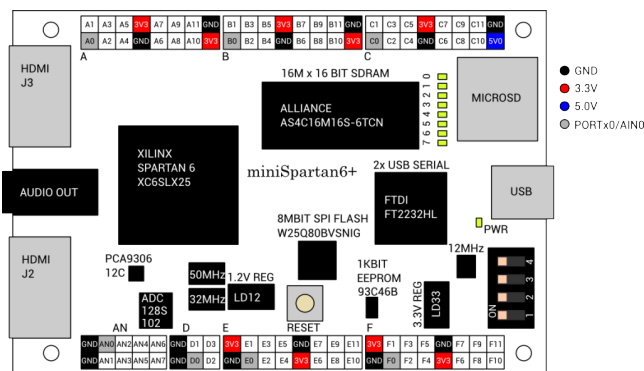 A1 A3 A5 3V3 A7 A9 A11 GND
A0 A2 A4 GND A6 A8 A10 3V3
A
B1 B3 B5 3V3 B7 B9 B11 GND
B0 B2 B4 GND B6 B8 B10 3V3
B
C1 C3 C5 3V3 C7 C9 C11 GND
C0 C2 C4 GND C6 C8 C10 5V0
C
GND
3.3V
5.0V
PORTx0/AIN0
HDMI
J3
16M x 16 BIT SDRAM
ALLIANCE
AS4C16M16S-6TCN
7 6 5 4 3 2 1 0
MICROSD
XILINX
SPARTAN 6
XC6SLX25
miniSpartan6+
2x USB SERIAL
FTDI
FT2232HL
AUDIO OUT
USB
PWR
8MBIT SPI FLASH
W25Q80BVSNIG
HDMI
J2
PCA9306
12C
50MHz
32MHz
1.2V REG
LD12
1KBIT
EEPROM
93C46B
12MHz
3.3V REG
LD33
ON
1 2 3 4
ADC
128S
102
RESET
AN
D
E
F
GND AN0 AN2 AN4 AN6
GND AN1 AN3 AN5 AN7
GND D1 D3
GND D0 D2
3V3 E1 E3 E5 GND E7 E9 E11
GND E0 E2 E4 3V3 E6 E8 E10
3V3 F1 F3 F5 GND F7 F9 F11
GND F0 F2 F4 3V3 F6 F8 F10